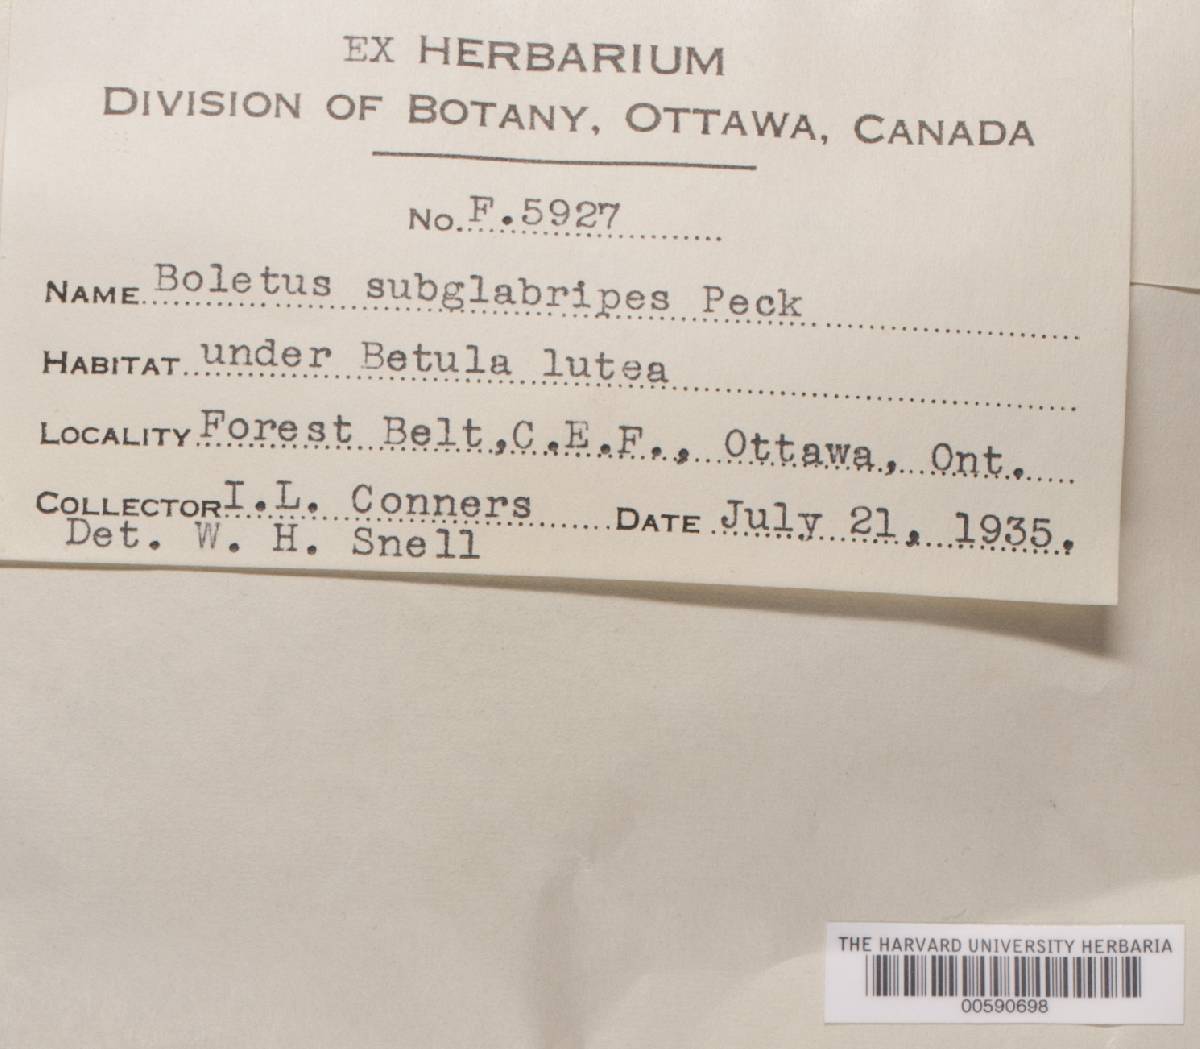 EX HERBARIUM
DIVISION OF BOTANY, OTTAWA, CANADA
NO. F.5927
NAME Boletus subglabripes Peck
HABITAT under Betula lutea
LOCALITY Forest Belt,C.E.F., Ottawa, Ont.
COLLECTOR I.L. Conners DATE July 21, 1935.
Det. W. H. Snell
THE HARVARD UNIVERSITY HERBARIA
00590698